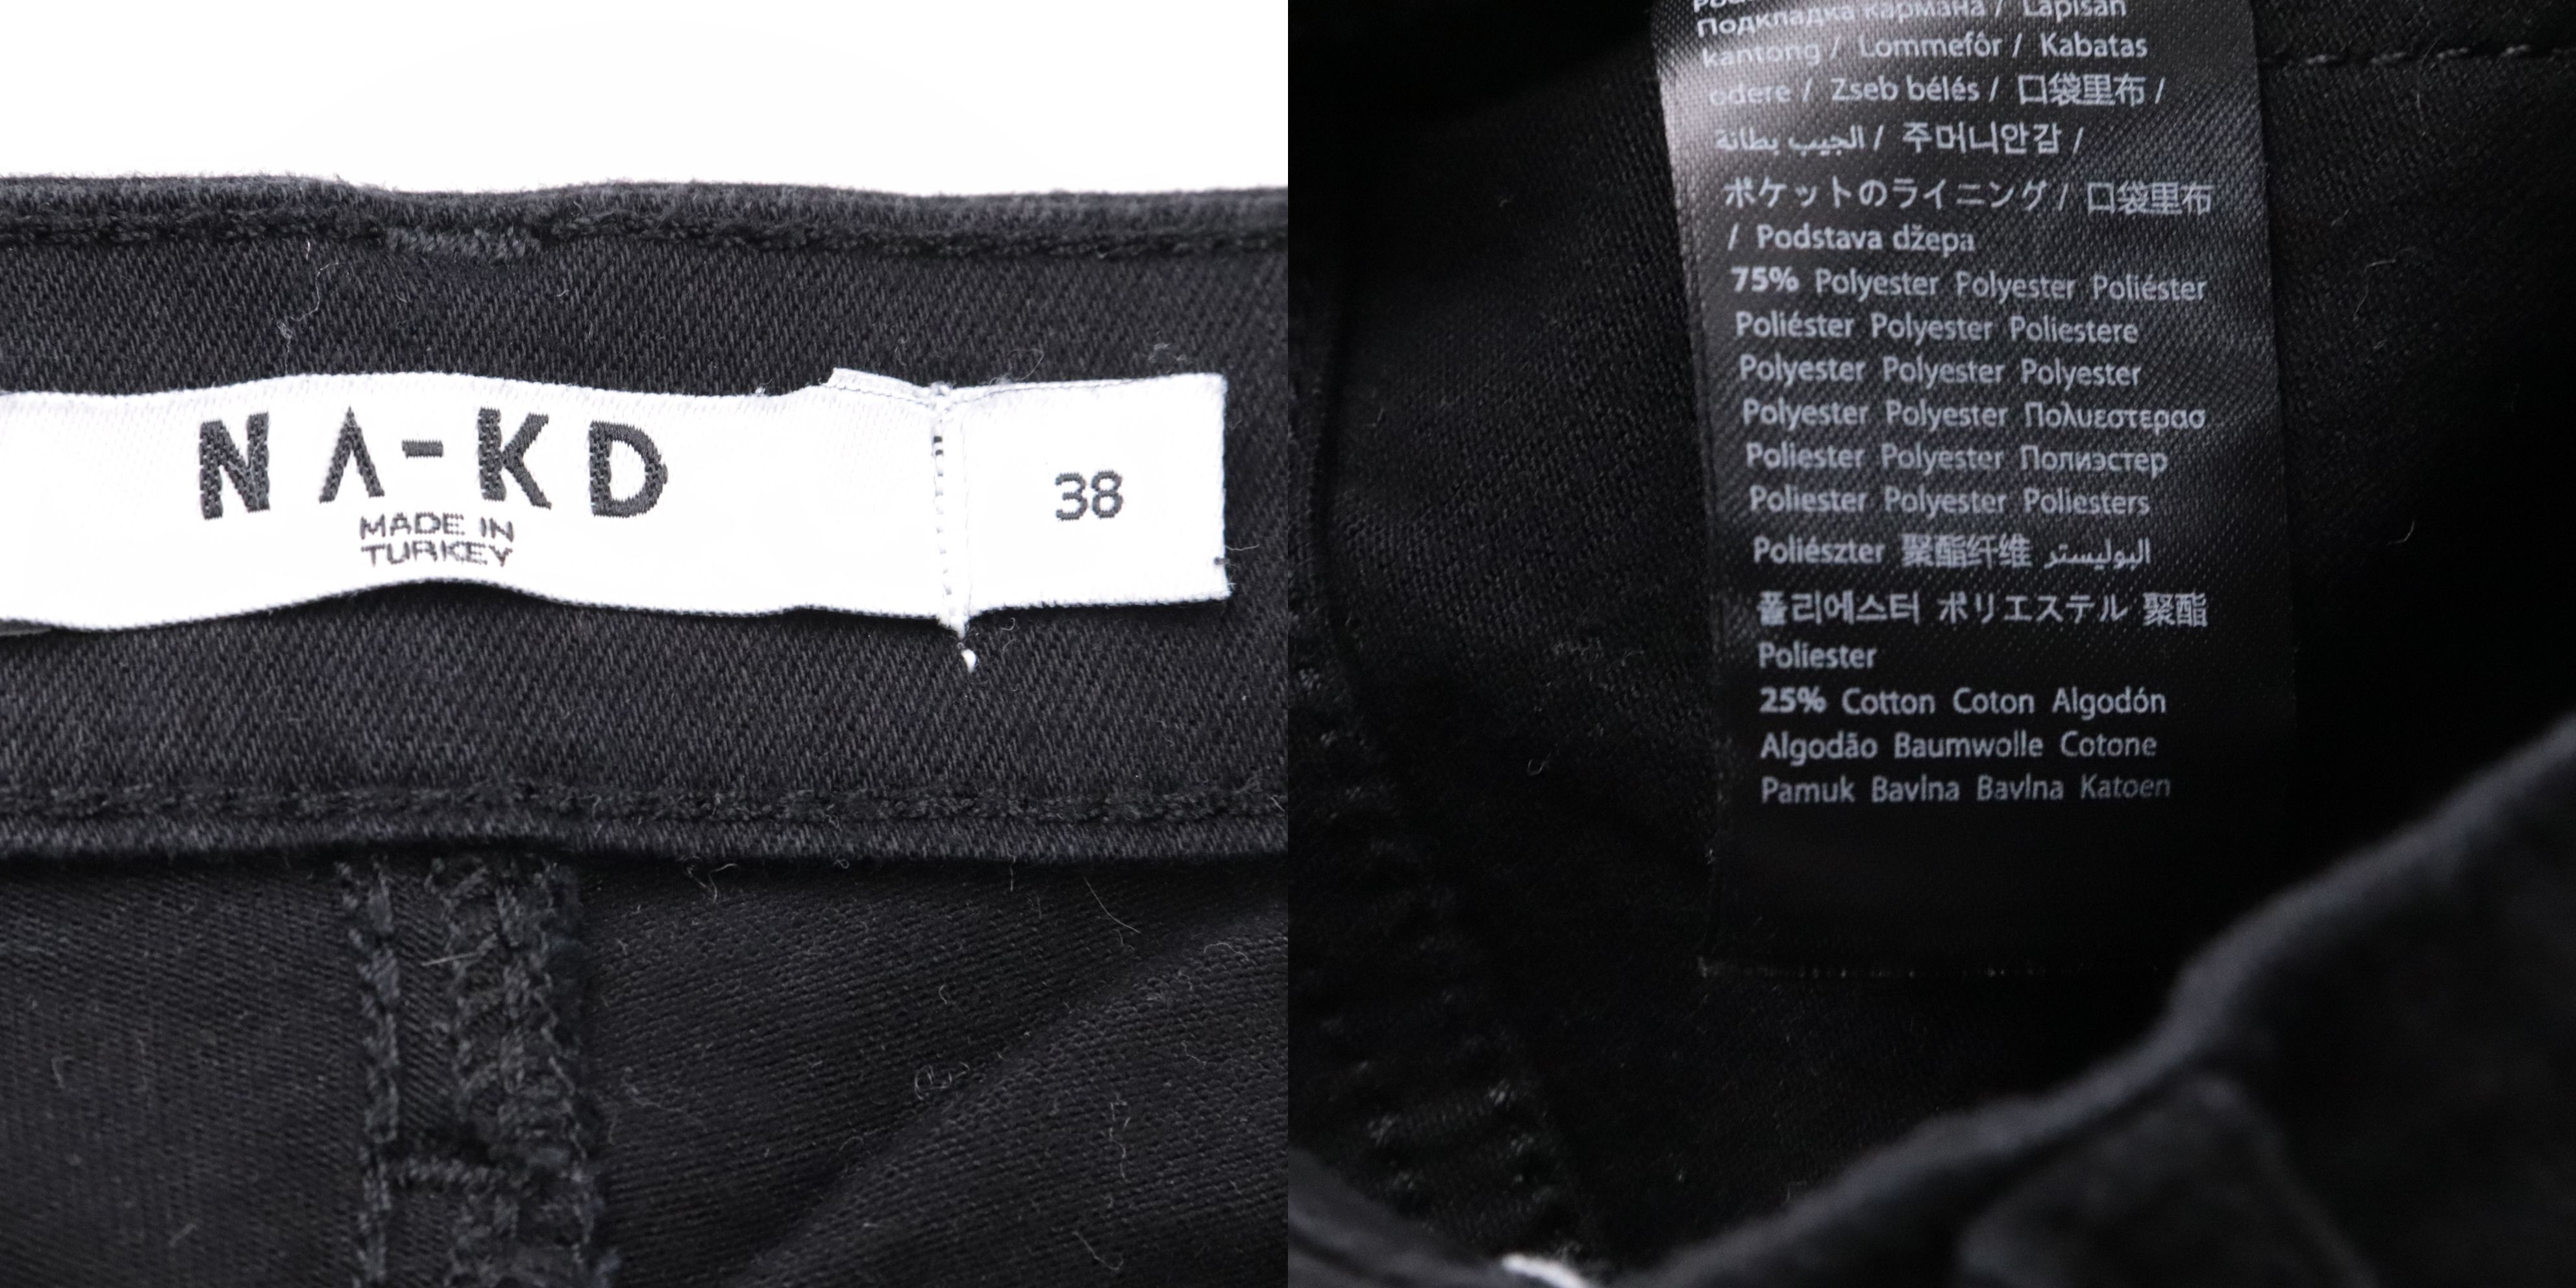 NA-KD
MADE IN
TURKEY
38
Подкладка кармана / Lapisan
kantong / Lommefôr / Kabatas
odere / Zseb bélés / 口袋里布 /
الجيب بطانة / 주머니안감 /
ポケットのライニング / 口袋里布
/ Podstava džepa
75% Polyester Polyester Poliéster
Poliéster Polyester Poliestere
Polyester Polyester Polyester
Polyester Polyester Πολυεστερασ
Poliester Polyester Полиэстер
Poliester Polyester Poliesters
Poliészter 聚酯纤维 البوليستر
폴리에스터 ポリエステル 聚酯
Poliester
25% Cotton Coton Algodón
Algodão Baumwolle Cotone
Pamuk Bavlna Bavlna Katoen